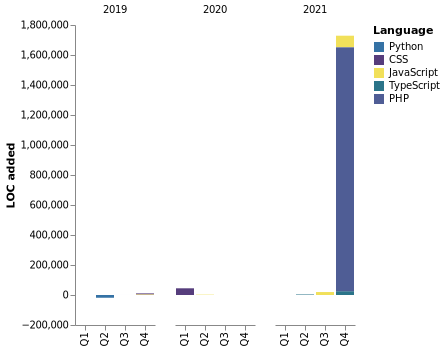 2019 2020 2021
Language
Python
CSS
JavaScript
TypeScript
PHP
LOC added
1,800,000
1,600,000
1,400,000
1,200,000
1,000,000
800,000
600,000
400,000
200,000
0
−200,000
Q1 Q2 Q3 Q4 Q1 Q2 Q3 Q4 Q1 Q2 Q3 Q4